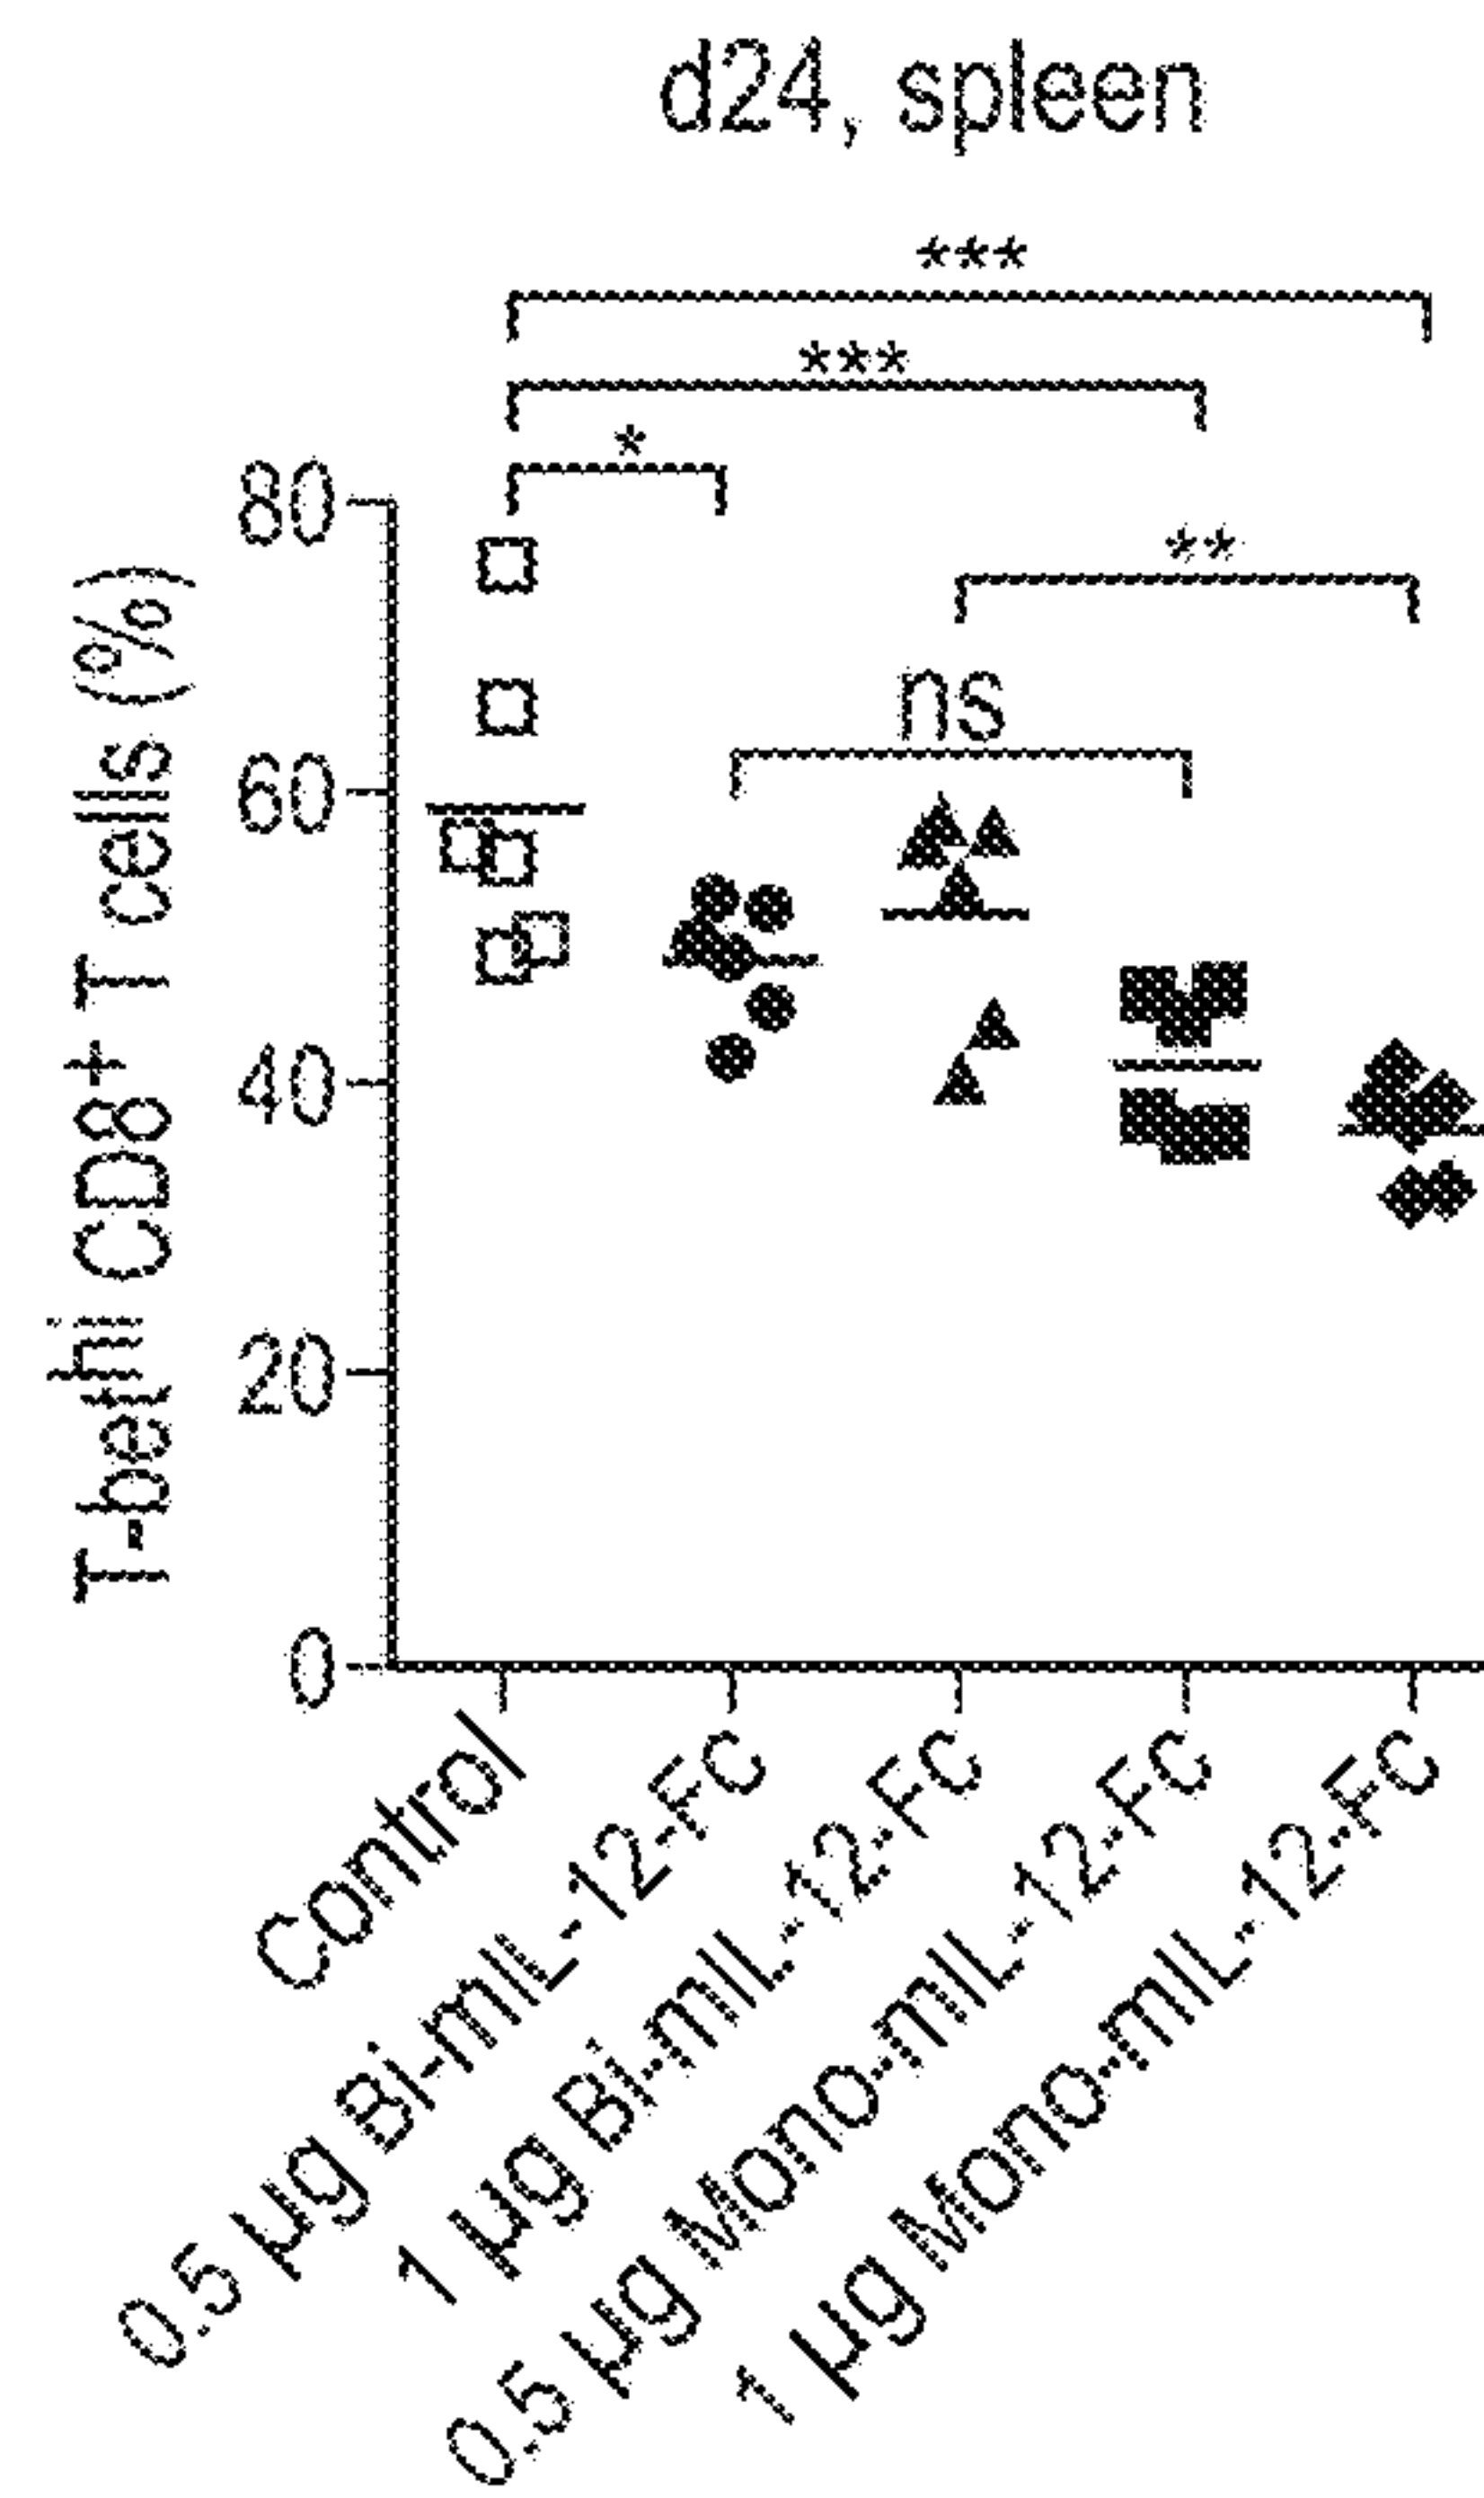 d24, spleen
***
***
*
**
ns
T-bet hi CD8+ T cells (%)
80
60
40
20
0
Control
0.5 µg Bi-mIL-12-Fc
1 µg Bi-mIL-12-Fc
0.5 µg Mono-mIL-12-Fc
1 µg Mono-mIL-12-Fc